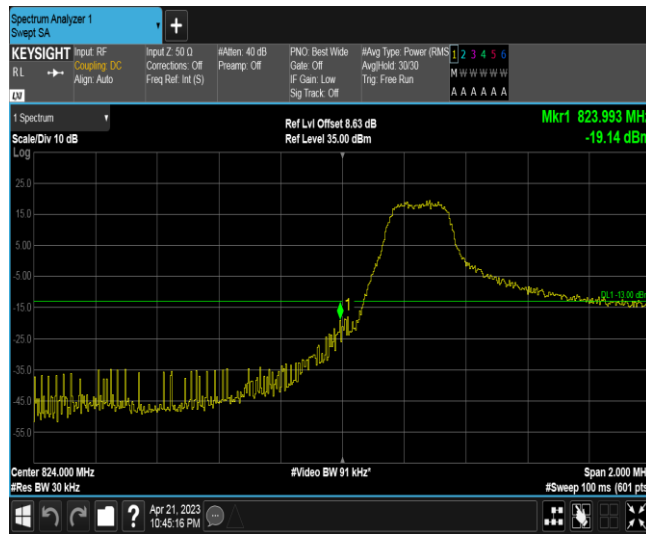 Spectrum Analyzer 1
Swept SA
+
KEYSIGHT
RL
LXI
Input: RF
Coupling: DC
Align: Auto
Input Z: 50 Ω
Corrections: Off
Freq Ref: Int (S)
#Atten: 40 dB
Preamp: Off
PNO: Best Wide
Gate: Off
IF Gain: Low
Sig Track: Off
#Avg Type: Power (RMS
Avg|Hold: 30/30
Trig: Free Run
1 2 3 4 5 6
M W W W W W
A A A A A A
1 Spectrum
Scale/Div 10 dB
Log
Ref Lvl Offset 8.63 dB
Ref Level 35.00 dBm
Mkr1 823.993 MHz
-19.14 dBm
25.0
15.0
5.00
-5.00
-15.0
-25.0
-35.0
-45.0
-55.0
1
DL1 -13.00 dBm
Center 824.000 MHz
#Res BW 30 kHz
#Video BW 91 kHz*
Span 2.000 MHz
#Sweep 100 ms (601 pts)
?
Apr 21, 2023
10:45:16 PM